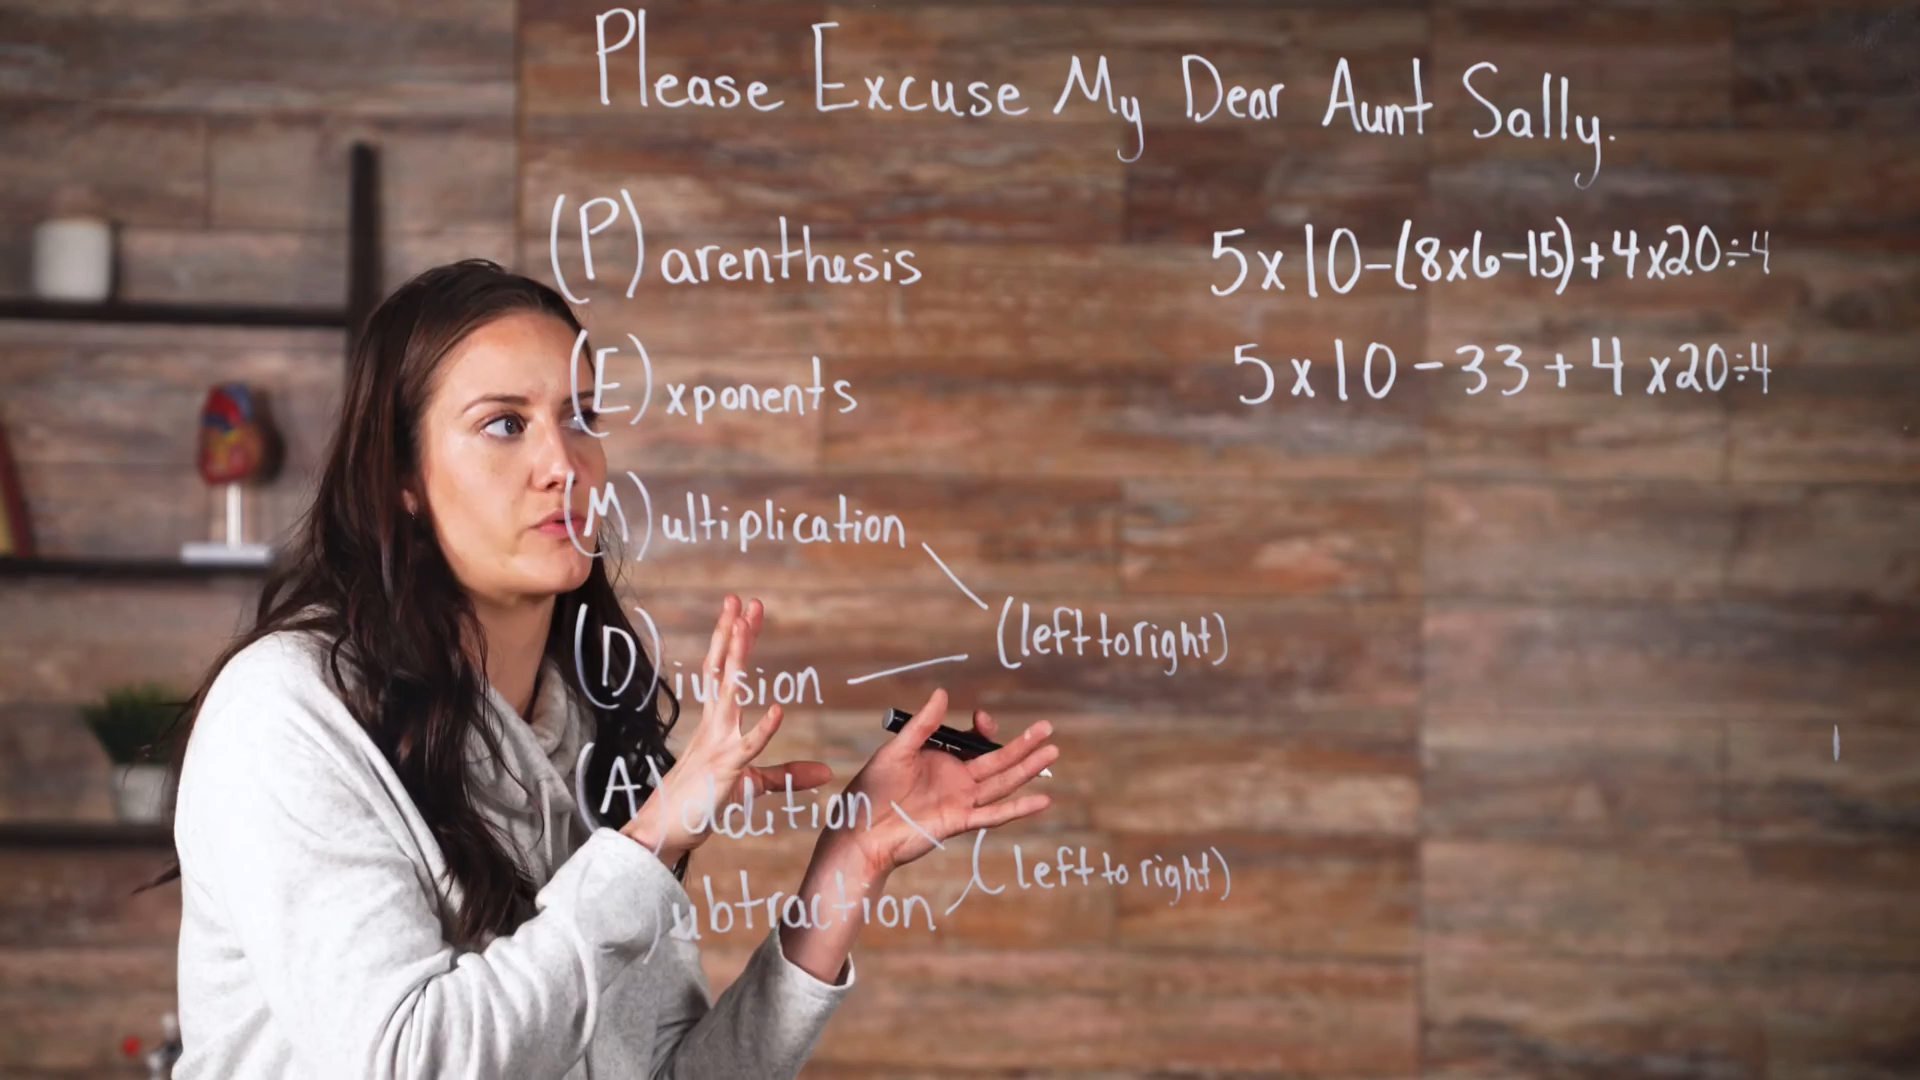 Please Excuse My Dear Aunt Sally.
(P)arenthesis
5x10-(8x6-15)+4x20÷4
(E)xponents
5x10-33+4x20÷4
(M)ultiplication
(left to right)
(D)ivision
(A)ddition
(left to right)
ubtraction